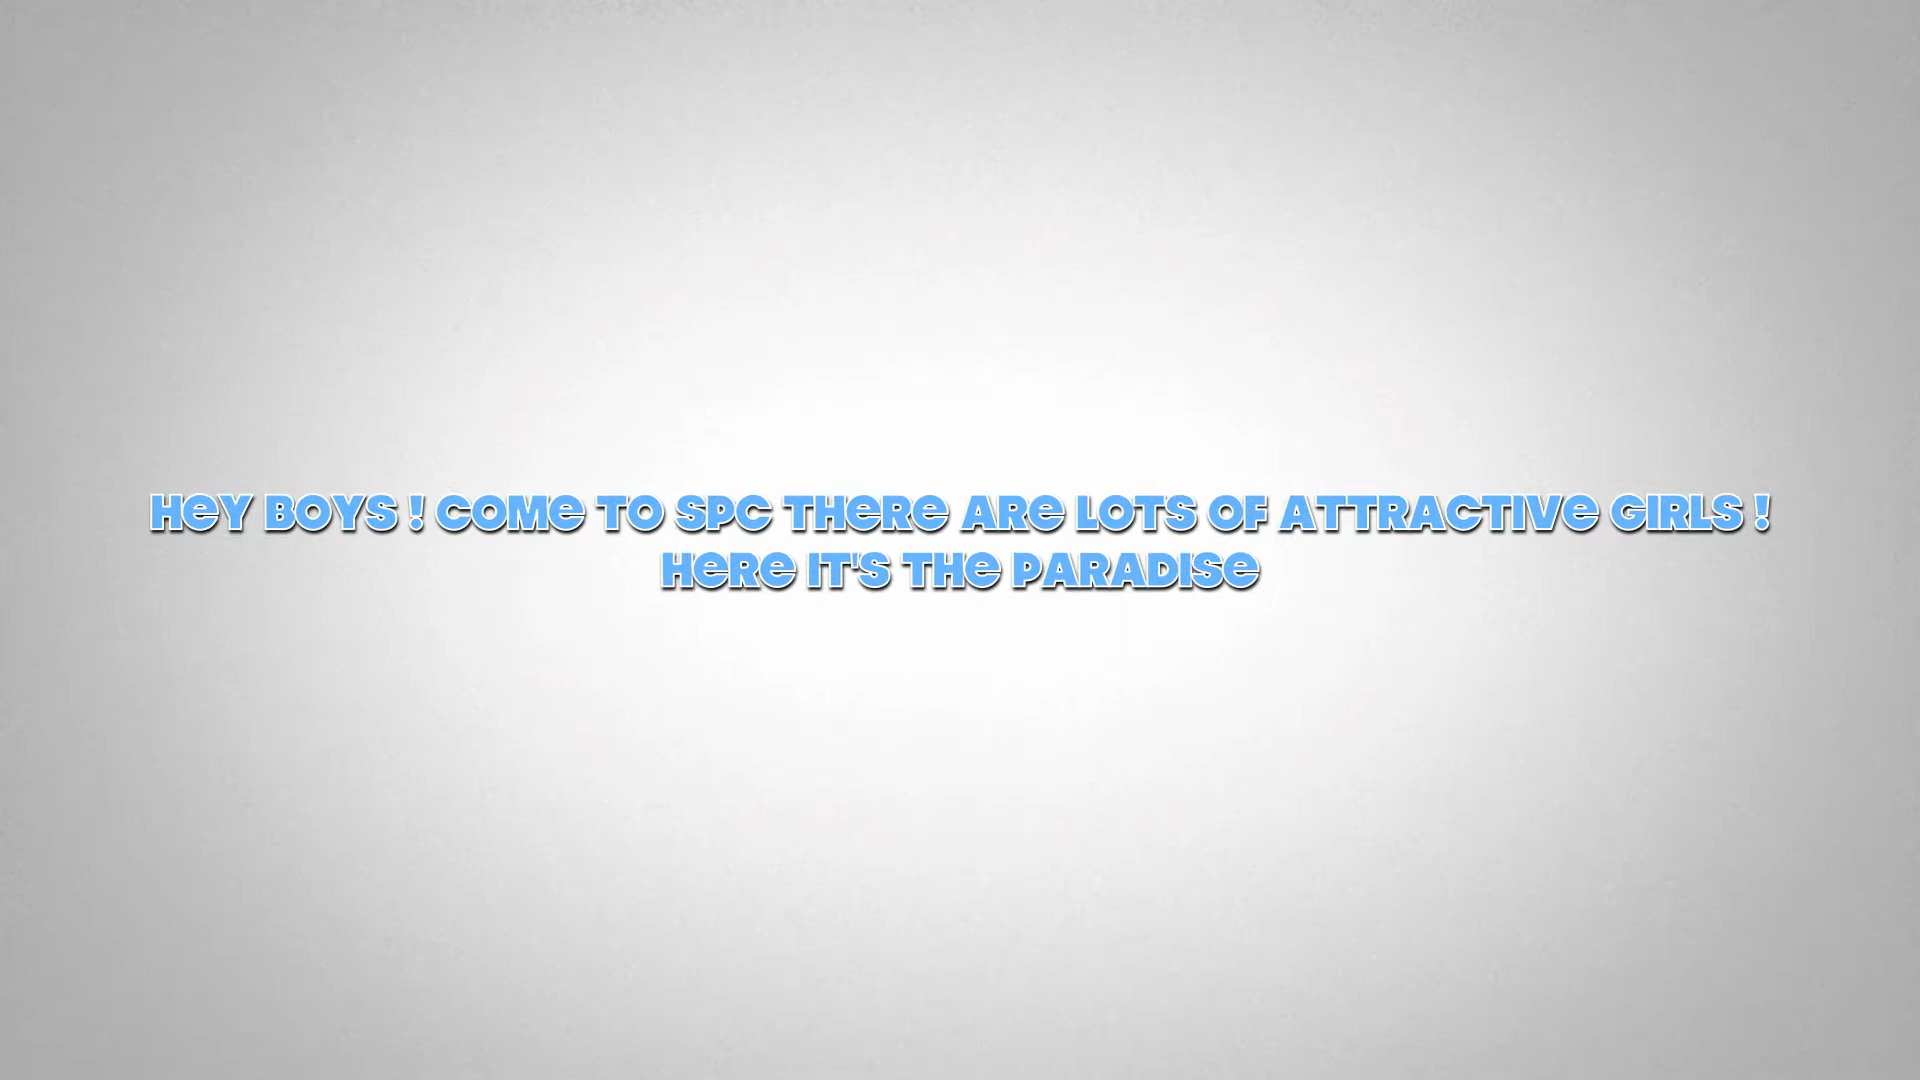 Hey BOYS ! COMe TO SPC THeRe ARe LOTS OF ATTRACTIVe GIRLS !
HeRe IT'S THe PARADISe